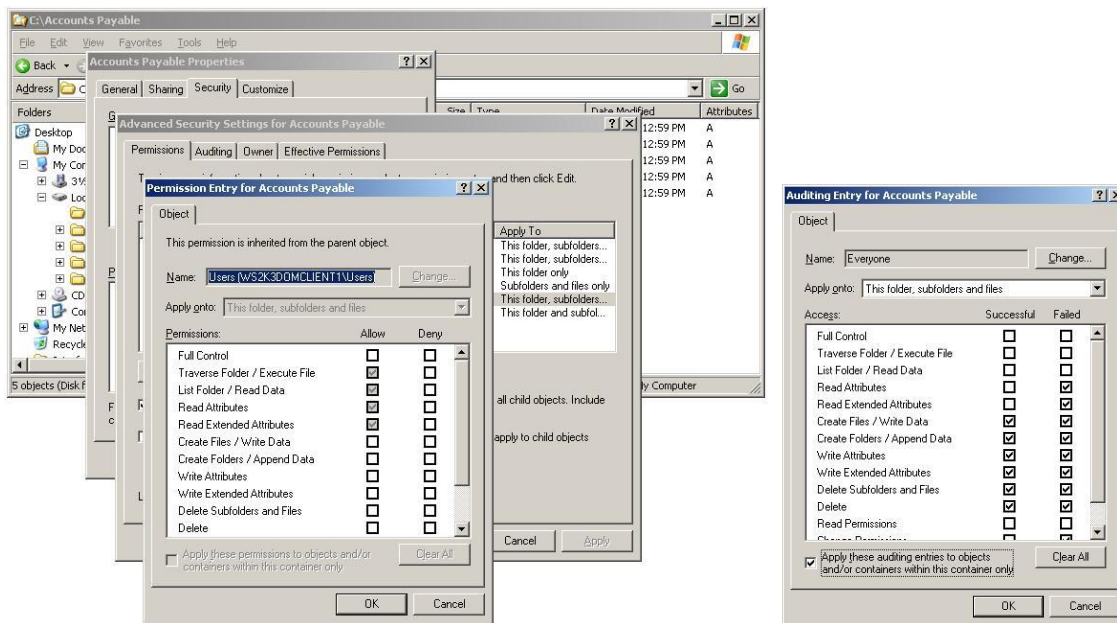 C:\Accounts Payable
File Edit View Favorites Tools Help
Back
Address C
Go
Folders
Size Type Date Modified Attributes
Desktop
My Doc
My Cor
3½
Loc
CD
Cor
My Net
Recycle
12:59 PM A
12:59 PM A
12:59 PM A
12:59 PM A
12:59 PM A
5 objects (Disk f
My Computer
Accounts Payable Properties
General Sharing Security Customize
G
P
F
c
Advanced Security Settings for Accounts Payable
Permissions Auditing Owner Effective Permissions
and then click Edit.
Apply To
This folder, subfolders...
This folder, subfolders...
This folder only
Subfolders and files only
This folder, subfolders...
This folder and subfol...
all child objects. Include
apply to child objects
L
Cancel Apply
Permission Entry for Accounts Payable
Object
This permission is inherited from the parent object.
Name: Users (WS2K3DOMCLIENT1\Users) Change...
Apply onto: This folder, subfolders and files
Permissions: Allow Deny
Full Control
Traverse Folder / Execute File
List Folder / Read Data
Read Attributes
Read Extended Attributes
Create Files / Write Data
Create Folders / Append Data
Write Attributes
Write Extended Attributes
Delete Subfolders and Files
Delete
Apply these permissions to objects and/or
containers within this container only
Clear All
OK Cancel
Auditing Entry for Accounts Payable
Object
Name: Everyone Change...
Apply onto: This folder, subfolders and files
Access: Successful Failed
Full Control
Traverse Folder / Execute File
List Folder / Read Data
Read Attributes
Read Extended Attributes
Create Files / Write Data
Create Folders / Append Data
Write Attributes
Write Extended Attributes
Delete Subfolders and Files
Delete
Read Permissions
Change Permissions
Apply these auditing entries to objects
and/or containers within this container only
Clear All
OK Cancel